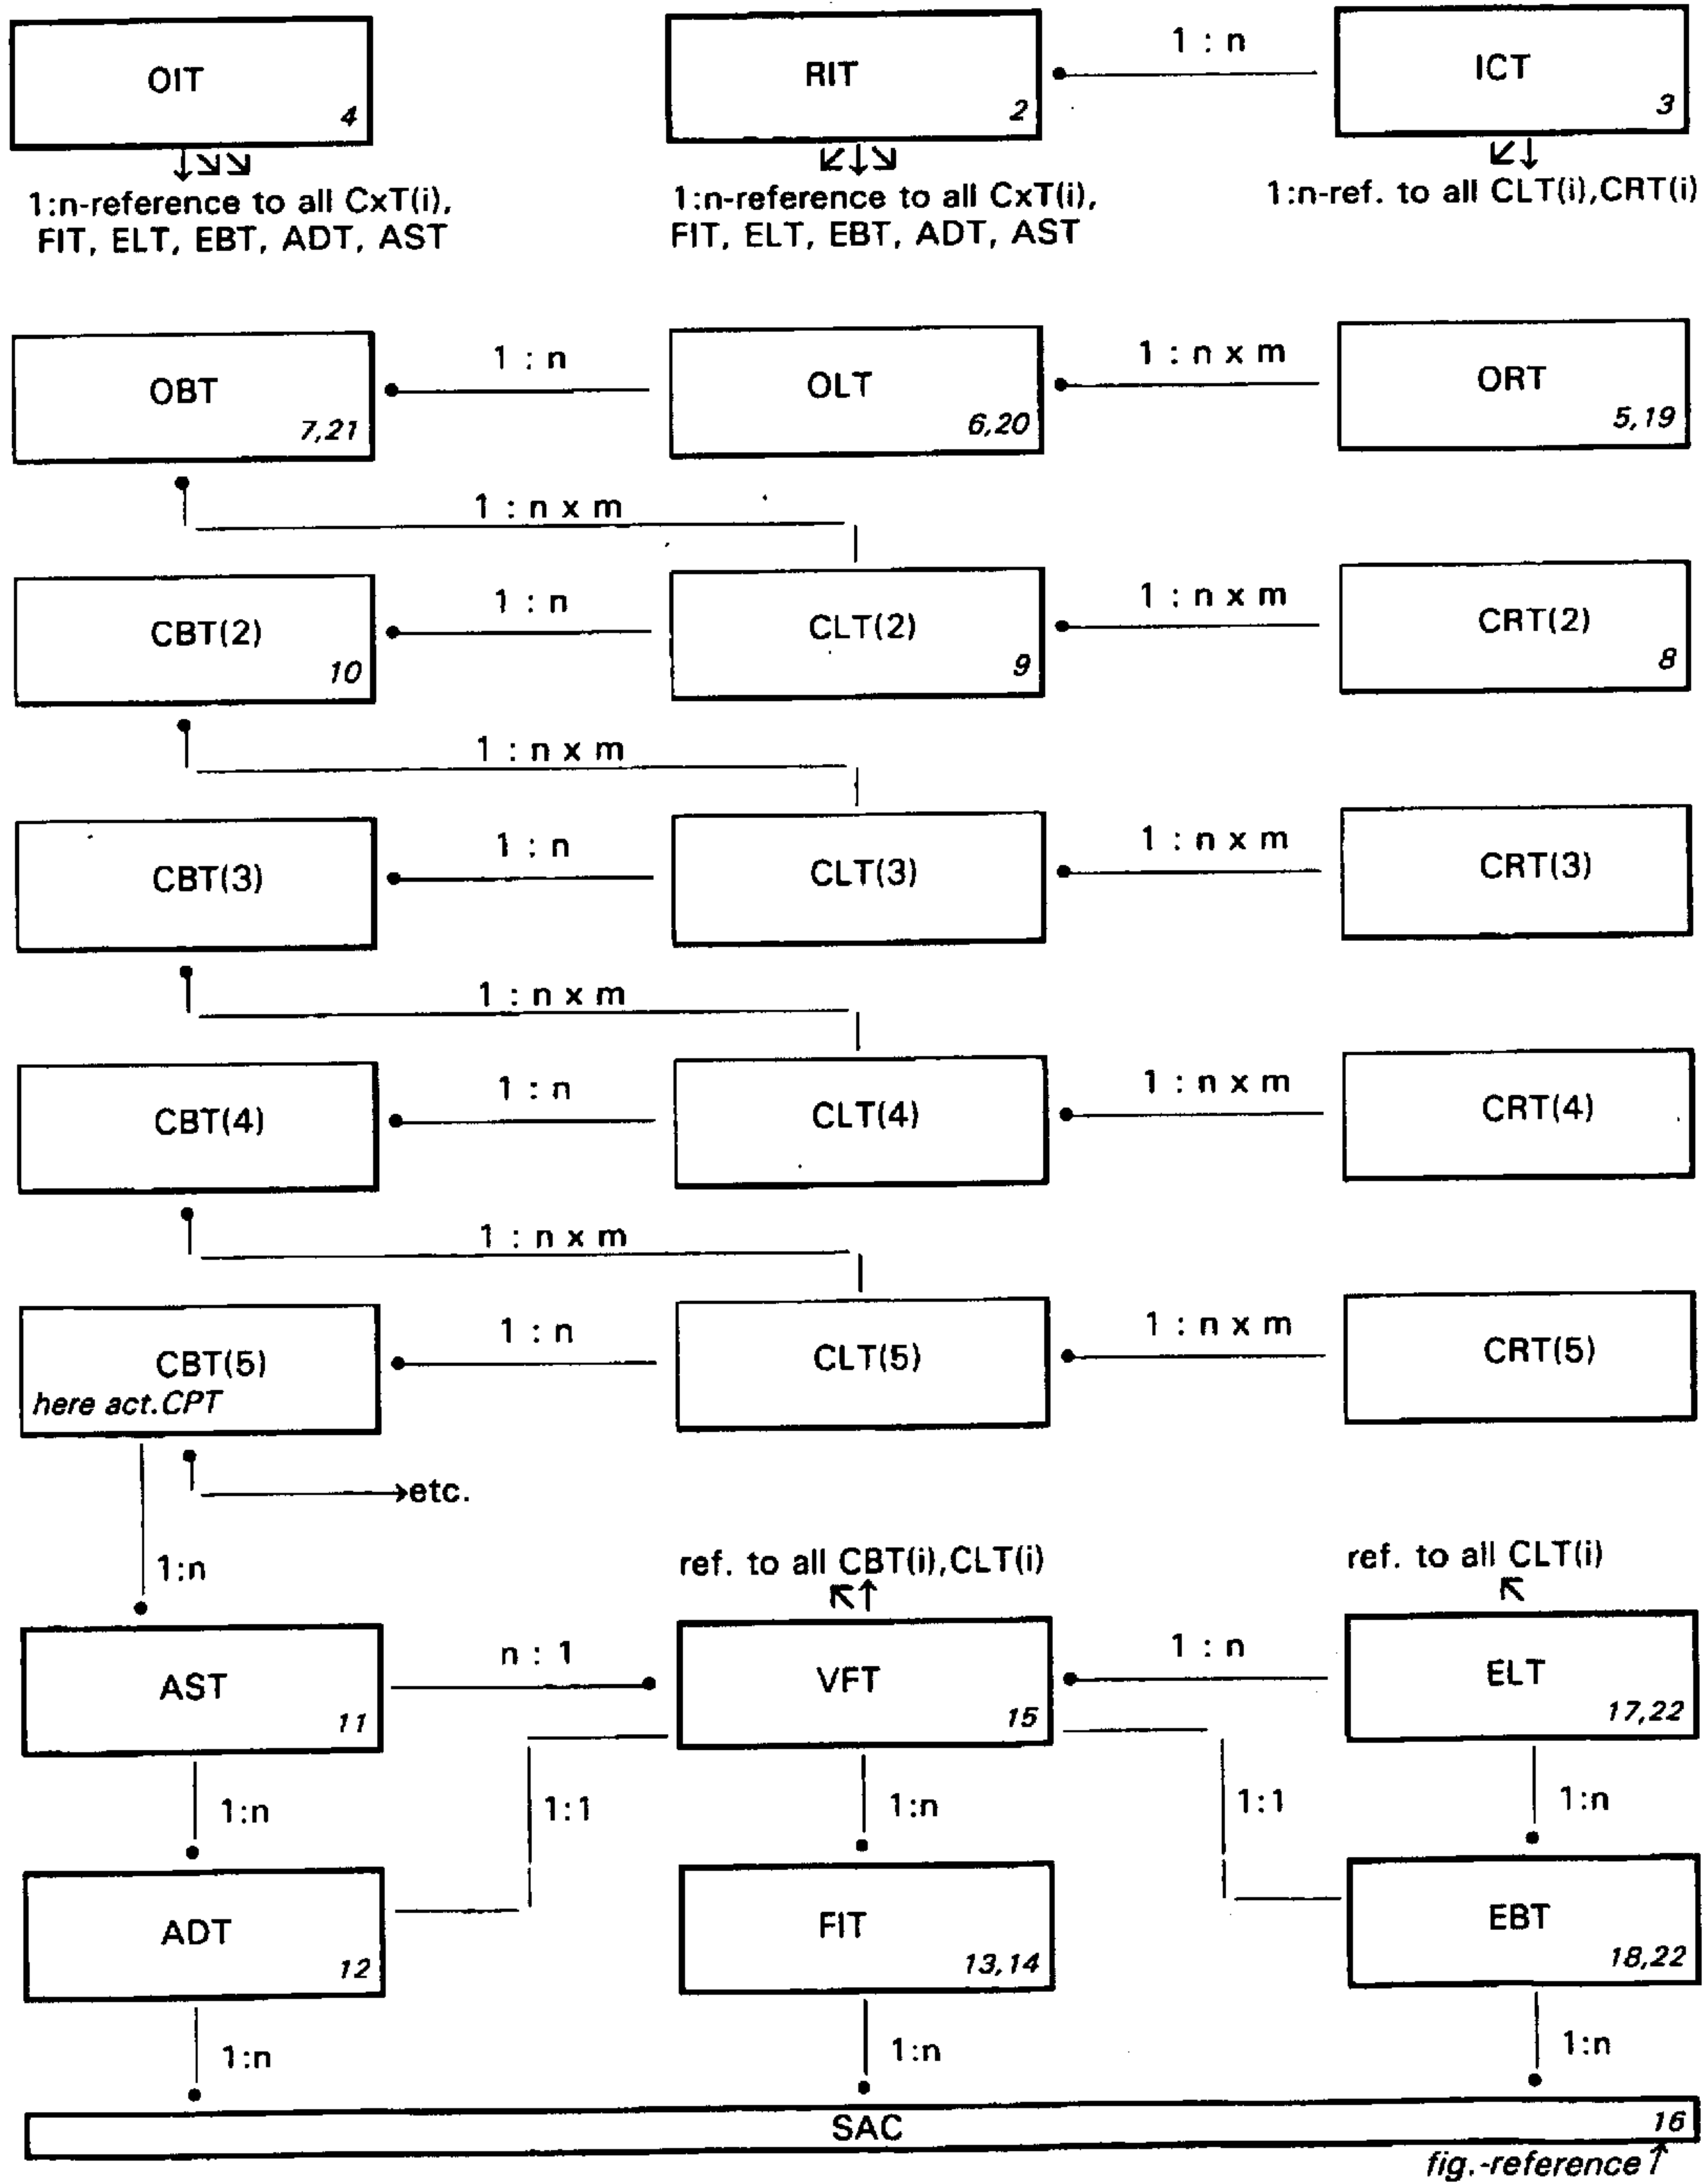 OIT
4
RIT
2
1 : n
ICT
3
1:n-reference to all CxT(i),
FIT, ELT, EBT, ADT, AST
1:n-reference to all CxT(i),
FIT, ELT, EBT, ADT, AST
1:n-ref. to all CLT(i),CRT(i)
OBT
7,21
1 : n
OLT
6,20
1 : n x m
ORT
5,19
1 : n x m
CBT(2)
10
1 : n
CLT(2)
9
1 : n x m
CRT(2)
8
1 : n x m
CBT(3)
1 : n
CLT(3)
1 : n x m
CRT(3)
1 : n x m
CBT(4)
1 : n
CLT(4)
1 : n x m
CRT(4)
1 : n x m
CBT(5)
here act.CPT
1 : n
CLT(5)
1 : n x m
CRT(5)
etc.
1:n
ref. to all CBT(i),CLT(i)
ref. to all CLT(i)
AST
11
n : 1
VFT
15
1 : n
ELT
17,22
1:n
1:1
1:n
1:1
1:n
ADT
12
FIT
13,14
EBT
18,22
1:n
1:n
1:n
SAC
16
fig.-reference